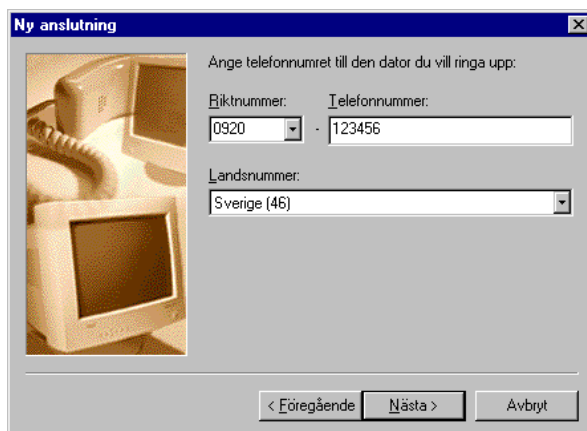 Ny anslutning
Ange telefonnumret till den dator du vill ringa upp:
Riktnummer: Telefonnummer:
0920 - 123456
Landsnummer:
Sverige (46)
< Föregående Nästa > Avbryt